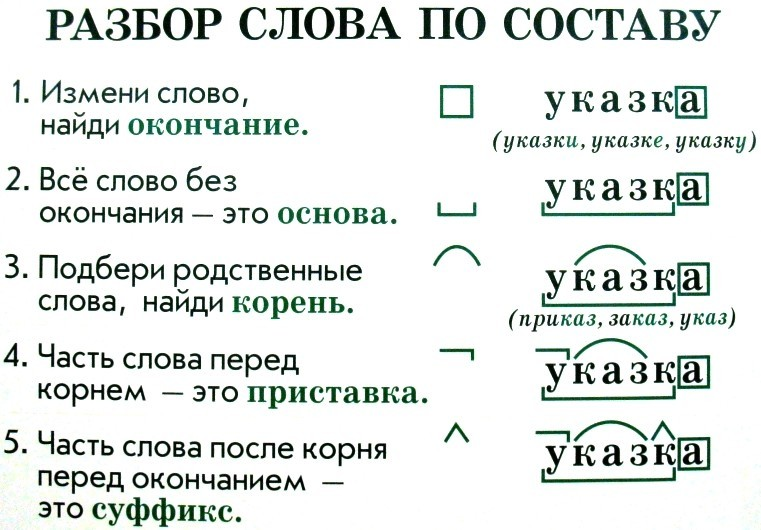 РАЗБОР СЛОВА ПО СОСТАВУ
1. Измени слово,
найди окончание.
указка
(указки, указке, указку)
2. Всё слово без
окончания — это основа.
указка
3. Подбери родственные
слова, найди корень.
указка
(приказ, заказ, указ)
4. Часть слова перед
корнем — это приставка.
указка
5. Часть слова после корня
перед окончанием —
это суффикс.
указка